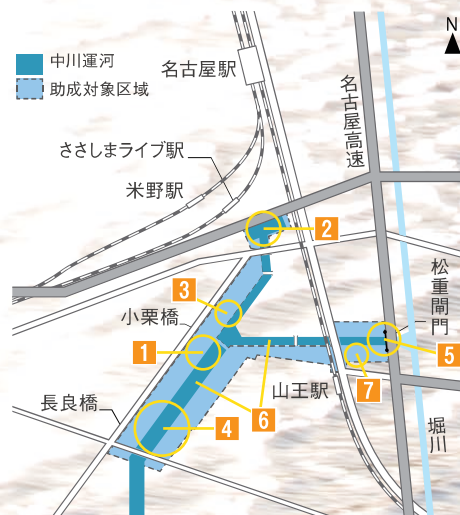 N
中川運河
助成対象区域
名古屋駅
名古屋高速
ささしまライブ駅
米野駅
2
松重閘門
3
小栗橋
1
5
山王駅
7
長良橋
6
4
堀川